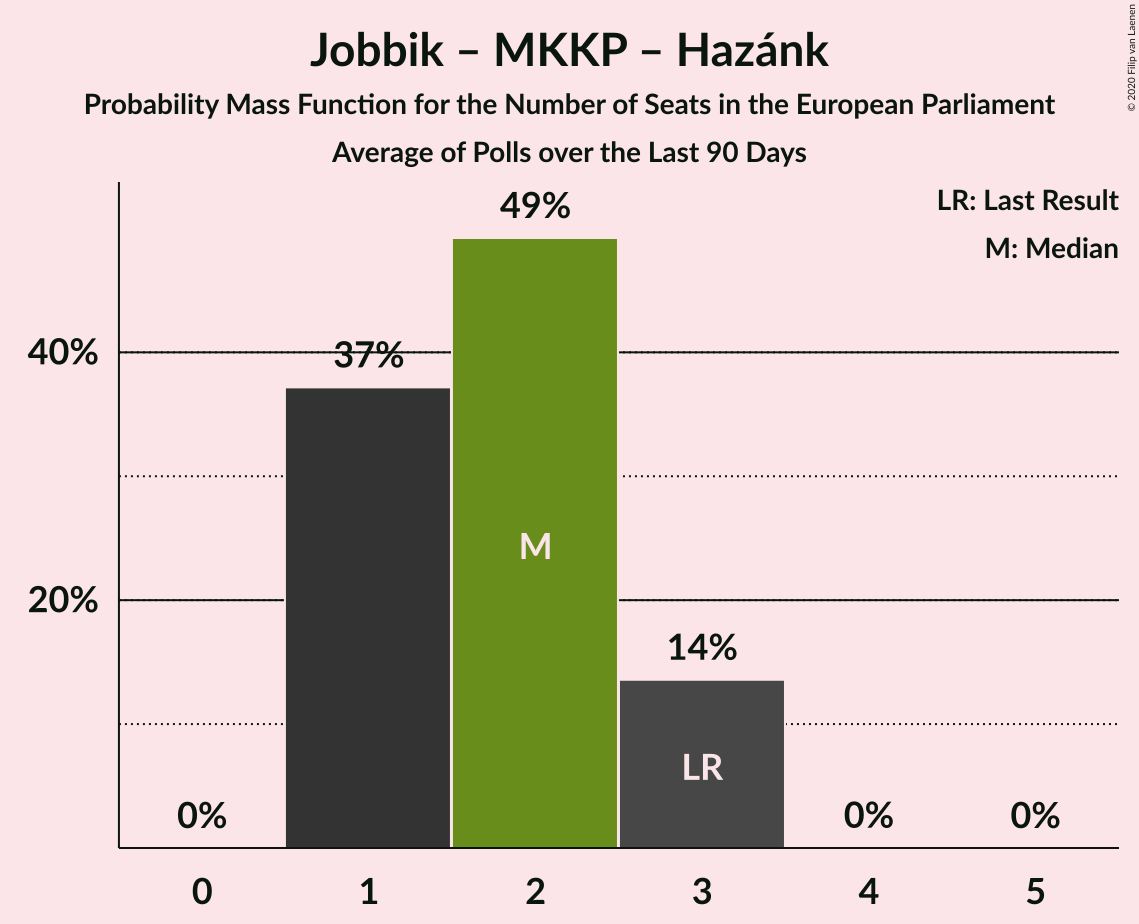 Jobbik – MKKP – Hazánk
Probability Mass Function for the Number of Seats in the European Parliament
Average of Polls over the Last 90 Days
© 2020 Filip van Laenen
LR: Last Result
M: Median
49%
40%
37%
M
20%
14%
LR
0%
0%
0%
0
1
2
3
4
5